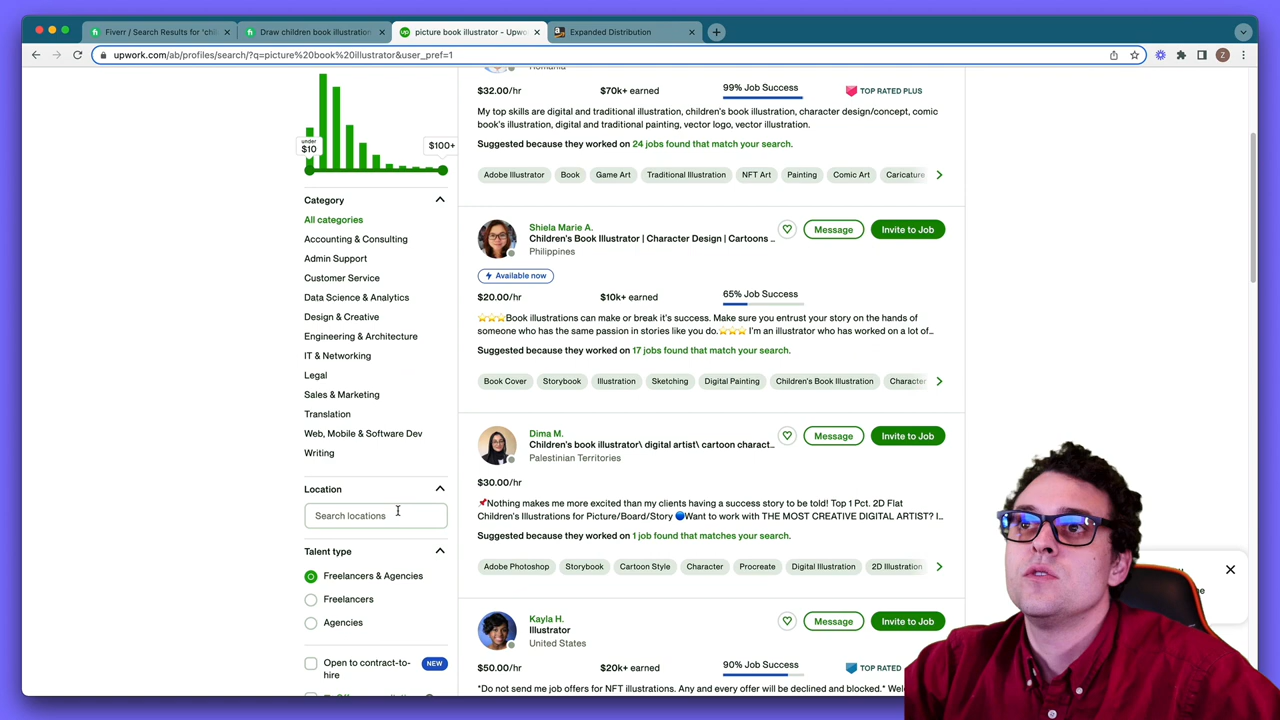 Fiverr / Search Results for 'chil
Draw children book illustration
picture book illustrator - Upwo
Expanded Distribution
upwork.com/ab/profiles/search/?q=picture%20book%20illustrator&user_pref=1
Z
under
$10
$100+
Category
All categories
Accounting & Consulting
Admin Support
Customer Service
Data Science & Analytics
Design & Creative
Engineering & Architecture
IT & Networking
Legal
Sales & Marketing
Translation
Web, Mobile & Software Dev
Writing
Location
Search locations
Talent type
Freelancers & Agencies
Freelancers
Agencies
Open to contract-to-
hire
NEW
$32.00/hr
$70k+ earned
99% Job Success
TOP RATED PLUS
My top skills are digital and traditional illustration, children's book illustration, character design/concept, comic
book's illustration, digital and traditional painting, vector logo, vector illustration.
Suggested because they worked on 24 jobs found that match your search.
Adobe Illustrator Book Game Art Traditional Illustration NFT Art Painting Comic Art Caricature
Shiela Marie A.
Children's Book Illustrator | Character Design | Cartoons ..
Philippines
Message
Invite to Job
Available now
$20.00/hr
$10k+ earned
65% Job Success
Book illustrations can make or break it's success. Make sure you entrust your story on the hands of
someone who has the same passion in stories like you do. I'm an illustrator who has worked on a lot of…
Suggested because they worked on 17 jobs found that match your search.
Book Cover Storybook Illustration Sketching Digital Painting Children's Book Illustration Character
Dima M.
Children's book illustrator\ digital artist\ cartoon charact…
Palestinian Territories
Message
Invite to Job
$30.00/hr
Nothing makes me more excited than my clients having a success story to be told! Top 1 Pct. 2D Flat
Children's Illustrations for Picture/Board/Story Want to work with THE MOST CREATIVE DIGITAL ARTIST? I…
Suggested because they worked on 1 job found that matches your search.
Adobe Photoshop Storybook Cartoon Style Character Procreate Digital Illustration 2D Illustration
Kayla H.
Illustrator
United States
Message
Invite to Job
$50.00/hr
$20k+ earned
90% Job Success
TOP RATED
*Do not send me job offers for NFT illustrations. Any and every offer will be declined and blocked.*